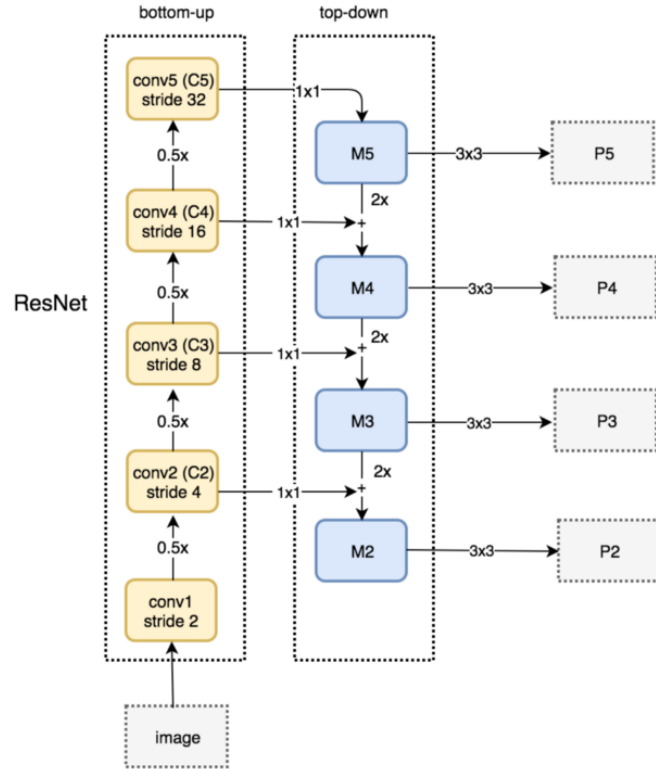 bottom-up
top-down
conv5 (C5)
stride 32
1x1
M5
3x3
P5
0.5x
2x
conv4 (C4)
stride 16
1x1
+
M4
3x3
P4
0.5x
2x
ResNet
conv3 (C3)
stride 8
1x1
+
M3
3x3
P3
0.5x
2x
conv2 (C2)
stride 4
1x1
+
M2
3x3
P2
0.5x
conv1
stride 2
image